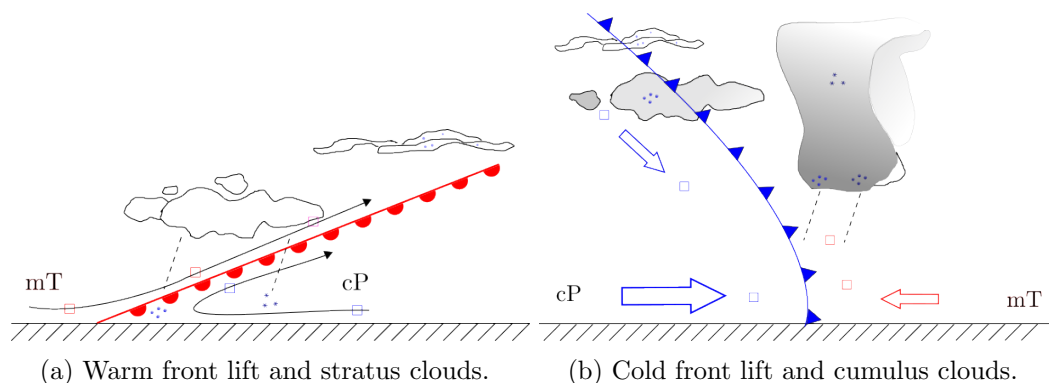 mT
cP
(a) Warm front lift and stratus clouds.
cP
mT
(b) Cold front lift and cumulus clouds.